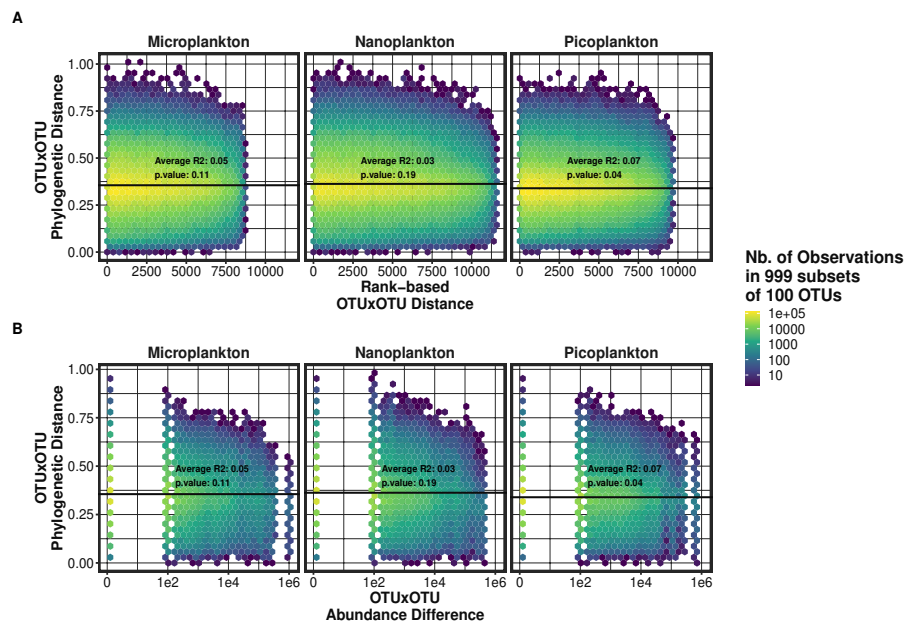 A
Microplankton
Nanoplankton
Picoplankton
OTUxOTU
Phylogenetic Distance
1.00
0.75
0.50
0.25
0.00
Average R2: 0.05
p.value: 0.11
Average R2: 0.03
p.value: 0.19
Average R2: 0.07
p.value: 0.04
0 2500 5000 7500 10000
0 2500 5000 7500 10000
0 2500 5000 7500 10000
Rank−based
OTUxOTU Distance
Nb. of Observations
in 999 subsets
of 100 OTUs
1e+05
10000
1000
100
10
B
Microplankton
Nanoplankton
Picoplankton
OTUxOTU
Phylogenetic Distance
1.00
0.75
0.50
0.25
0.00
Average R2: 0.05
p.value: 0.11
Average R2: 0.03
p.value: 0.19
Average R2: 0.07
p.value: 0.04
0 1e2 1e4 1e6
0 1e2 1e4 1e6
0 1e2 1e4 1e6
OTUxOTU
Abundance Difference